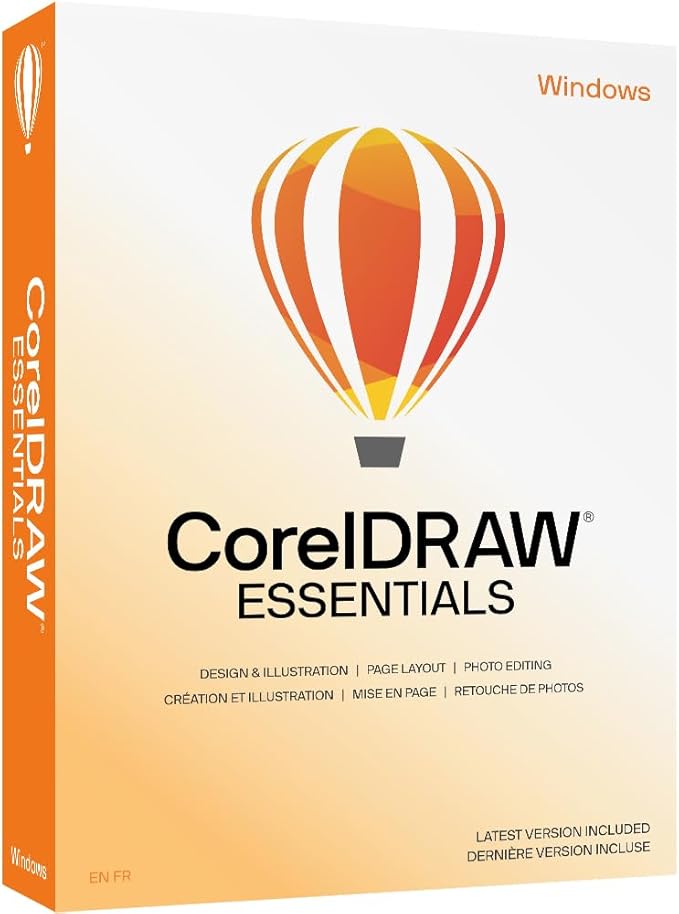 Windows
CorelDRAW®
ESSENTIALS
DESIGN & ILLUSTRATION | PAGE LAYOUT | PHOTO EDITING
CRÉATION ET ILLUSTRATION | MISE EN PAGE | RETOUCHE DE PHOTOS
LATEST VERSION INCLUDED
DERNIÈRE VERSION INCLUSE
EN FR
CorelDRAW®
ESSENTIALS
Windows